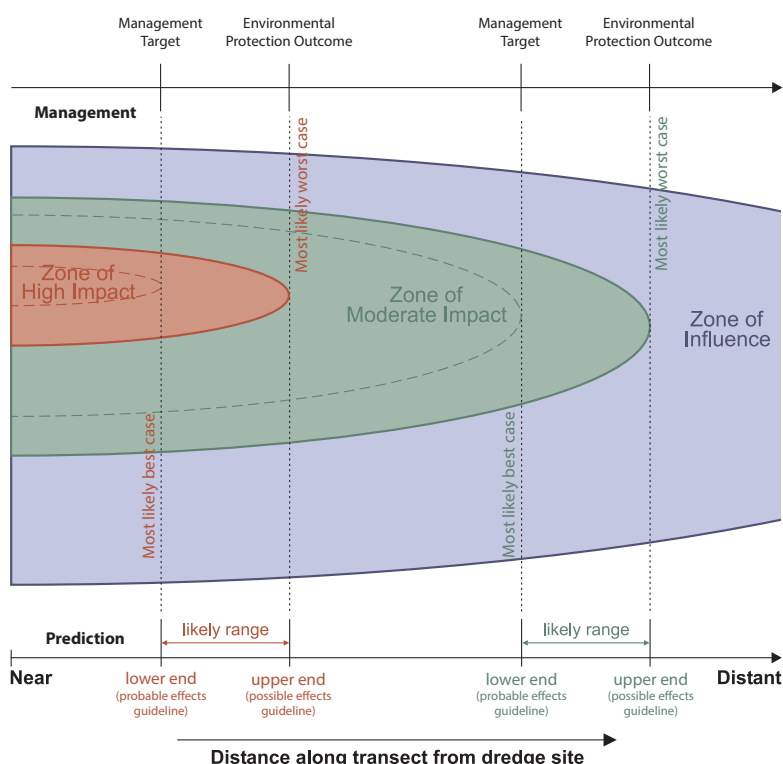 Management
Target
Environmental
Protection Outcome
Management
Target
Environmental
Protection Outcome
Management
Most likely worst case
Most likely worst case
Zone of
High Impact
Zone of
Moderate Impact
Zone of
Influence
Most likely best case
Most likely best case
Prediction
likely range
likely range
Near
Distant
lower end
(probable effects
guideline)
upper end
(possible effects
guideline)
lower end
(probable effects
guideline)
upper end
(possible effects
guideline)
Distance along transect from dredge site